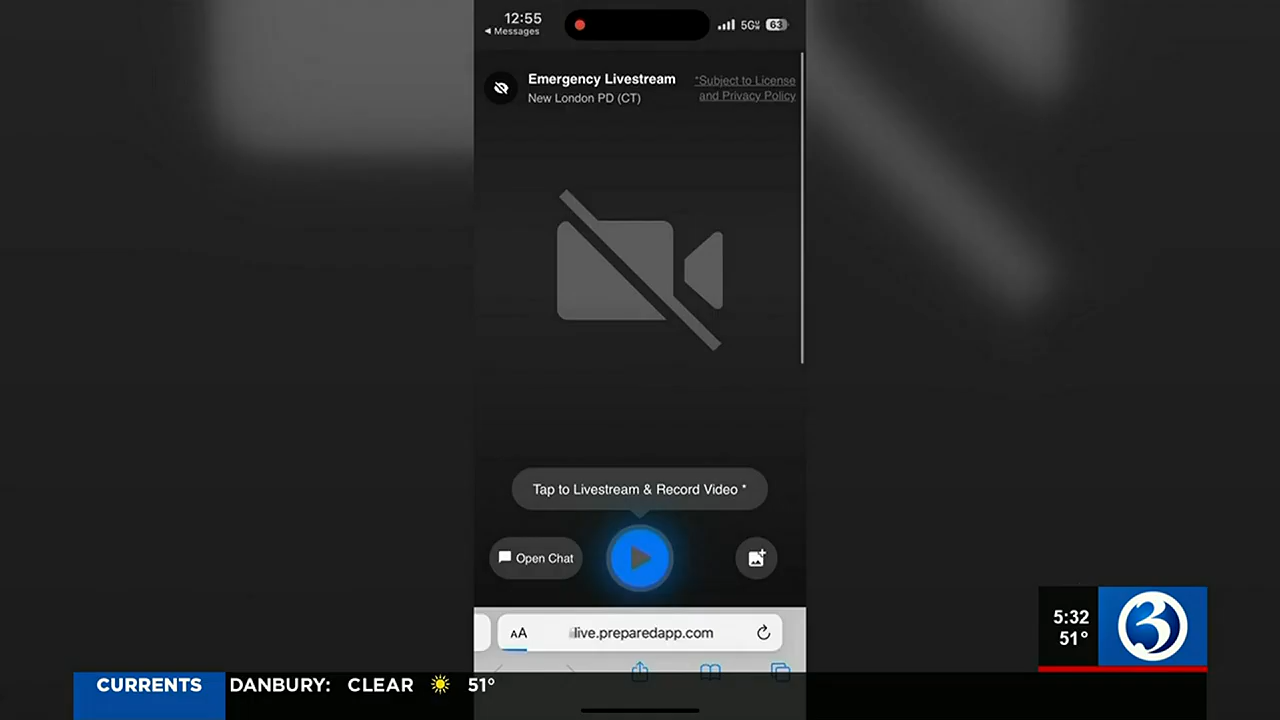 12:55
5G
63
◀ Messages
Emergency Livestream
New London PD (CT)
*Subject to License
and Privacy Policy
Tap to Livestream & Record Video *
Open Chat
AA
live.preparedapp.com
5:32
51°
3
CURRENTS
DANBURY: CLEAR 51°